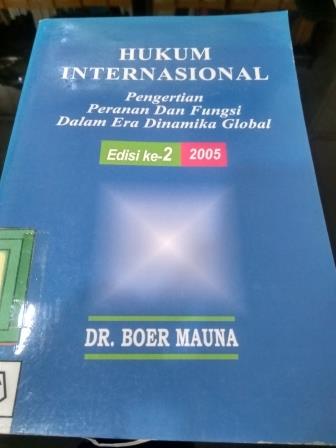 HUKUM
INTERNASIONAL
Pengertian
Peranan Dan Fungsi
Dalam Era Dinamika Global
Edisi ke-2 2005
DR. BOER MAUNA